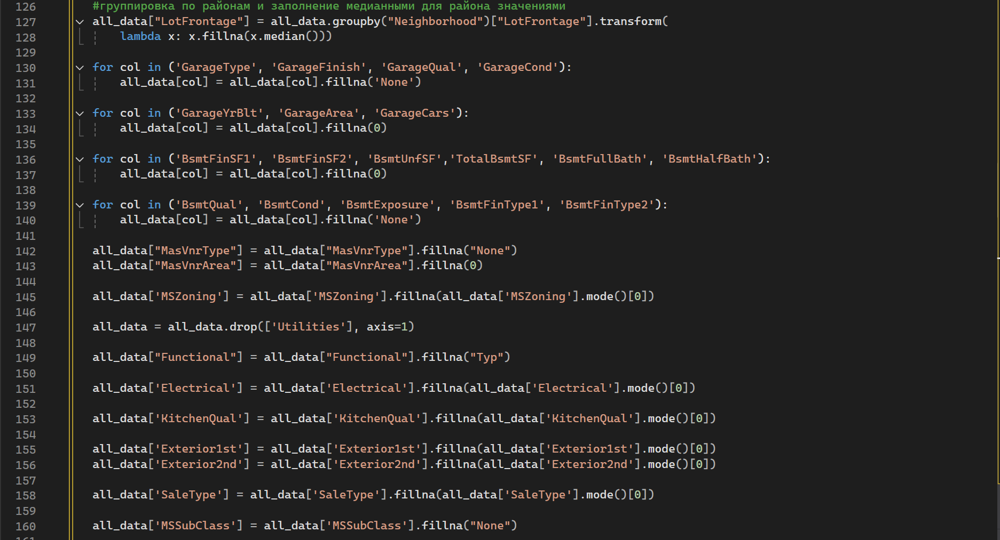 126 #группировка по районам и заполнение медианными для района значениями
127 all_data["LotFrontage"] = all_data.groupby("Neighborhood")["LotFrontage"].transform(
128     lambda x: x.fillna(x.median()))
129
130 for col in ('GarageType', 'GarageFinish', 'GarageQual', 'GarageCond'):
131     all_data[col] = all_data[col].fillna('None')
132
133 for col in ('GarageYrBlt', 'GarageArea', 'GarageCars'):
134     all_data[col] = all_data[col].fillna(0)
135
136 for col in ('BsmtFinSF1', 'BsmtFinSF2', 'BsmtUnfSF','TotalBsmtSF', 'BsmtFullBath', 'BsmtHalfBath'):
137     all_data[col] = all_data[col].fillna(0)
138
139 for col in ('BsmtQual', 'BsmtCond', 'BsmtExposure', 'BsmtFinType1', 'BsmtFinType2'):
140     all_data[col] = all_data[col].fillna('None')
141
142 all_data["MasVnrType"] = all_data["MasVnrType"].fillna("None")
143 all_data["MasVnrArea"] = all_data["MasVnrArea"].fillna(0)
144
145 all_data['MSZoning'] = all_data['MSZoning'].fillna(all_data['MSZoning'].mode()[0])
146
147 all_data = all_data.drop(['Utilities'], axis=1)
148
149 all_data["Functional"] = all_data["Functional"].fillna("Typ")
150
151 all_data['Electrical'] = all_data['Electrical'].fillna(all_data['Electrical'].mode()[0])
152
153 all_data['KitchenQual'] = all_data['KitchenQual'].fillna(all_data['KitchenQual'].mode()[0])
154
155 all_data['Exterior1st'] = all_data['Exterior1st'].fillna(all_data['Exterior1st'].mode()[0])
156 all_data['Exterior2nd'] = all_data['Exterior2nd'].fillna(all_data['Exterior2nd'].mode()[0])
157
158 all_data['SaleType'] = all_data['SaleType'].fillna(all_data['SaleType'].mode()[0])
159
160 all_data['MSSubClass'] = all_data['MSSubClass'].fillna("None")
161